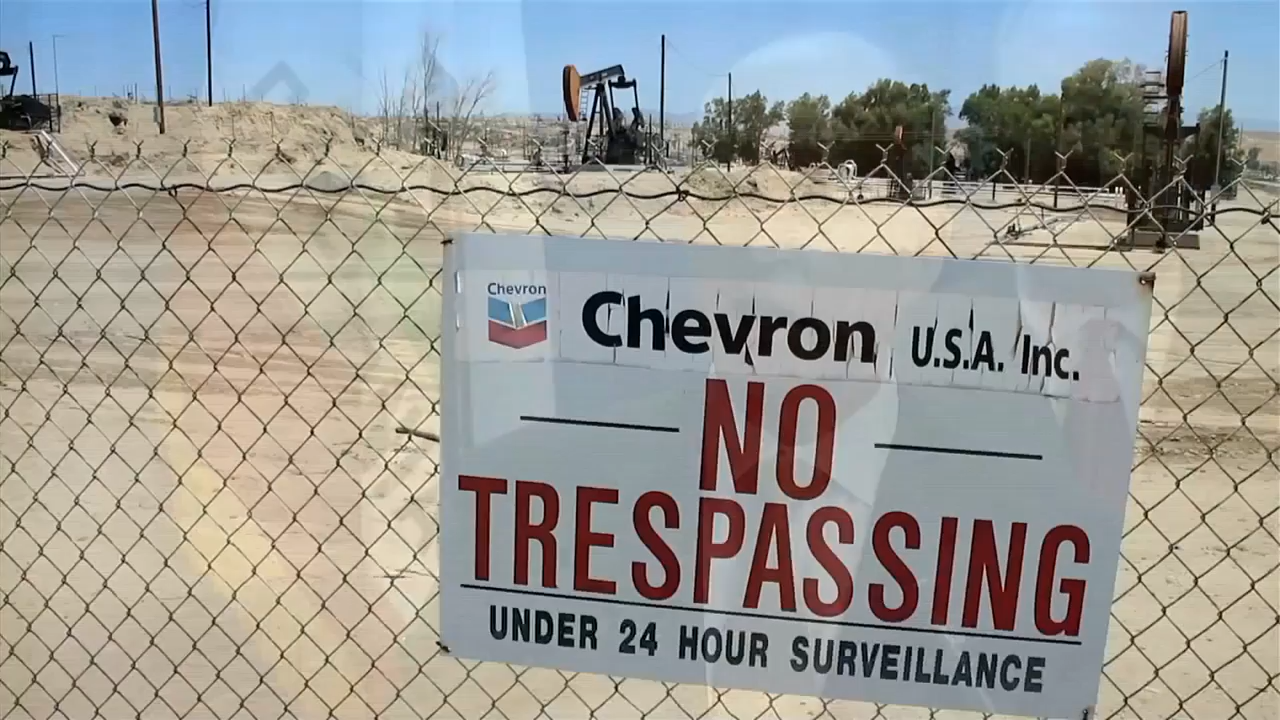 Chevron
Chevron U.S.A. Inc.
NO
TRESPASSING
UNDER 24 HOUR SURVEILLANCE